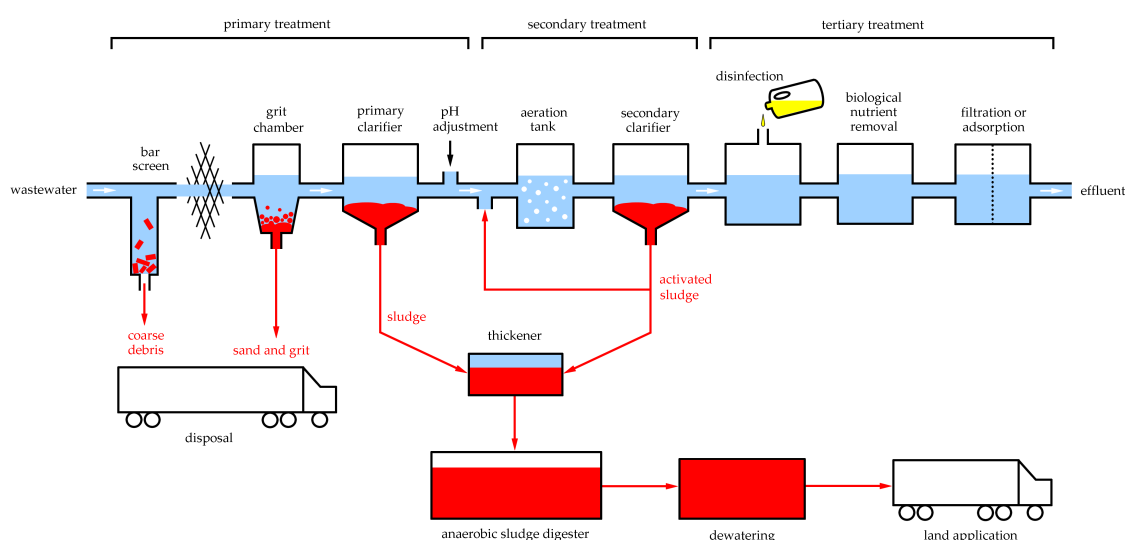 primary treatment
secondary treatment
tertiary treatment
disinfection
grit
chamber
primary
clarifier
pH
adjustment
aeration
tank
secondary
clarifier
biological
nutrient
removal
filtration or
adsorption
bar
screen
wastewater
effluent
activated
sludge
sludge
coarse
debris
sand and grit
thickener
disposal
anaerobic sludge digester
dewatering
land application